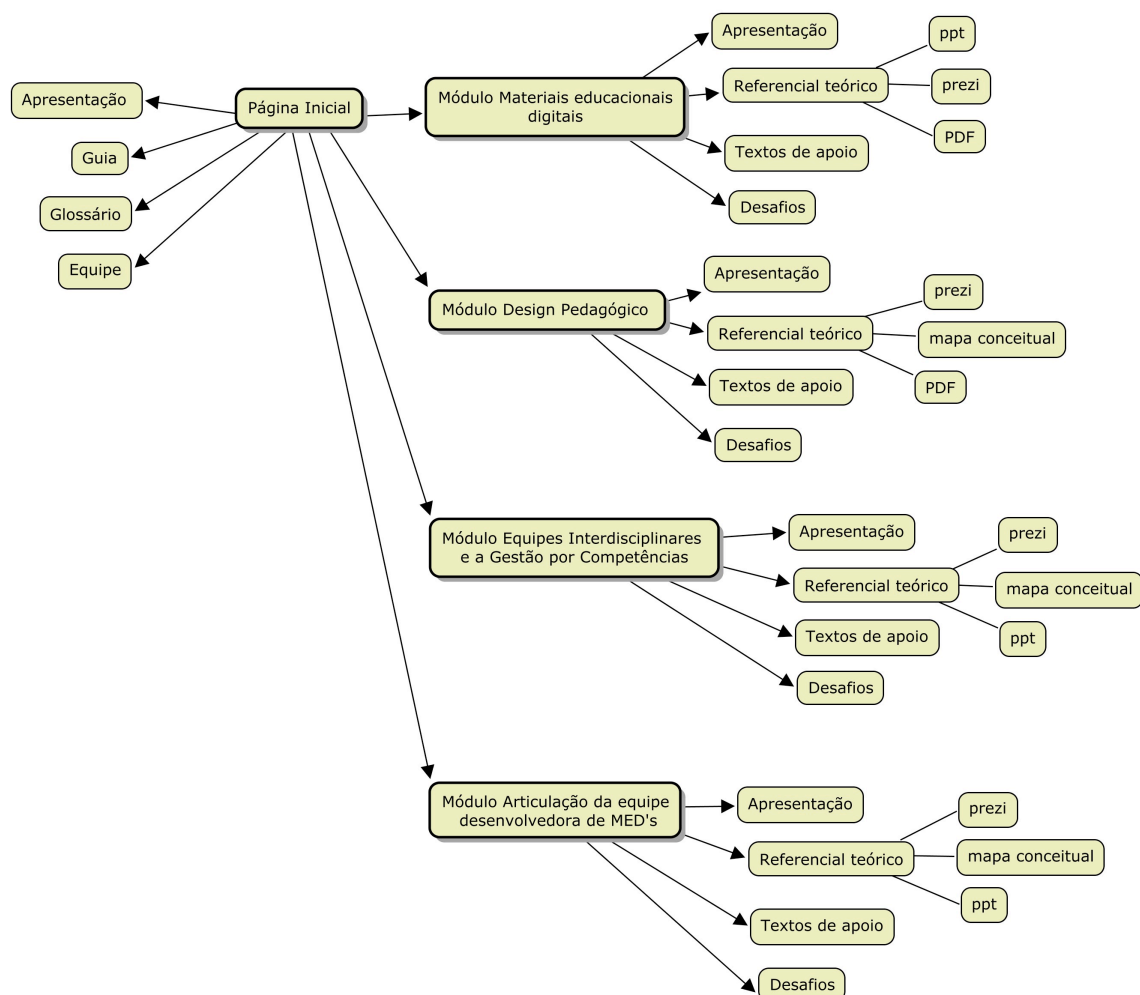 Página Inicial
Apresentação
Guia
Glossário
Equipe
Módulo Materiais educacionais
digitais
Apresentação
Referencial teórico
ppt
prezi
PDF
Textos de apoio
Desafios
Módulo Design Pedagógico
Apresentação
Referencial teórico
prezi
mapa conceitual
PDF
Textos de apoio
Desafios
Módulo Equipes Interdisciplinares
e a Gestão por Competências
Apresentação
Referencial teórico
prezi
mapa conceitual
ppt
Textos de apoio
Desafios
Módulo Articulação da equipe
desenvolvedora de MED's
Apresentação
Referencial teórico
prezi
mapa conceitual
ppt
Textos de apoio
Desafios